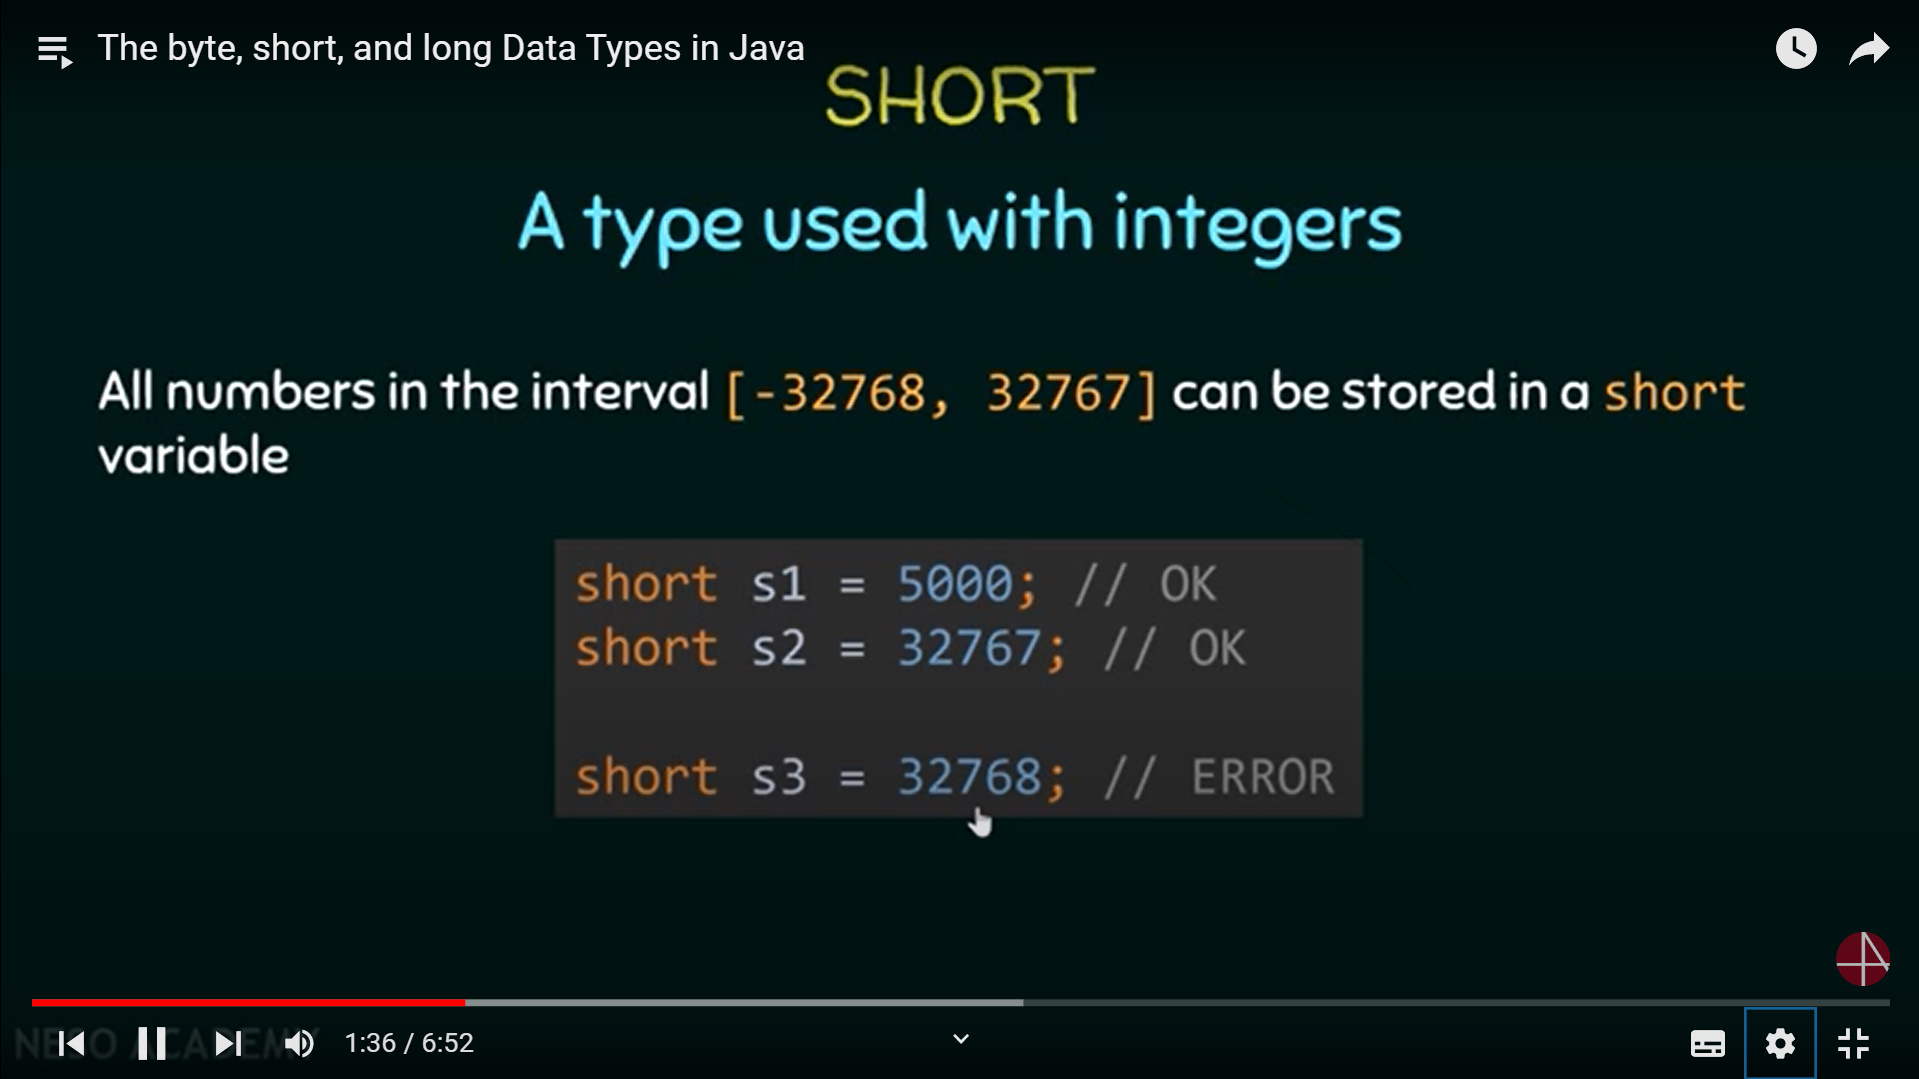 The byte, short, and long Data Types in Java
SHORT
A type used with integers
All numbers in the interval [-32768, 32767] can be stored in a short
variable
short s1 = 5000; // OK
short s2 = 32767; // OK
short s3 = 32768; // ERROR
NESO ACADEMY
1:36 / 6:52